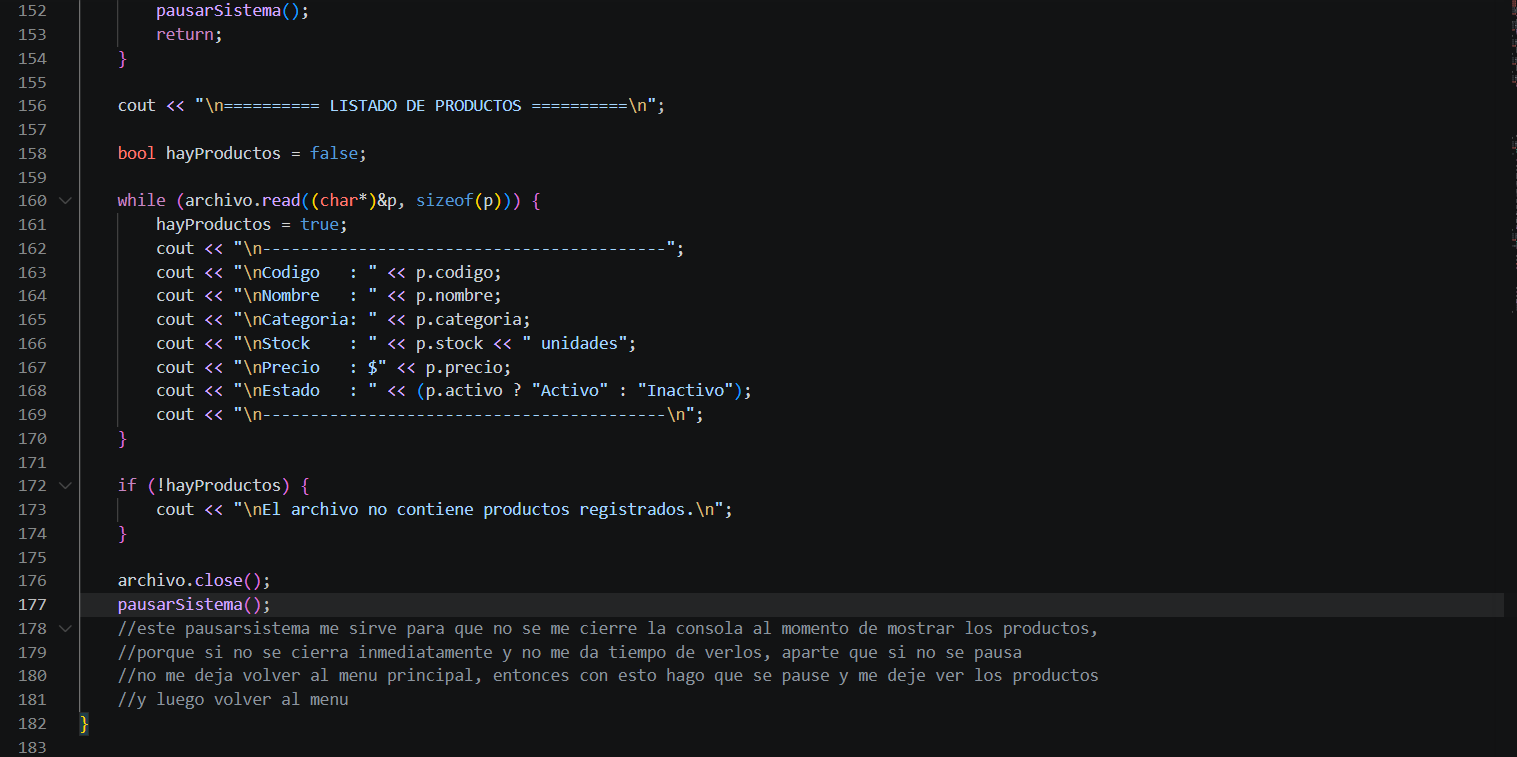 152 pausarSistema();
153 return;
154 }
155
156 cout << "\n========== LISTADO DE PRODUCTOS ==========\n";
157
158 bool hayProductos = false;
159
160 while (archivo.read((char*)&p, sizeof(p))) {
161 hayProductos = true;
162 cout << "\n------------------------------------------";
163 cout << "\nCodigo   : " << p.codigo;
164 cout << "\nNombre   : " << p.nombre;
165 cout << "\nCategoria: " << p.categoria;
166 cout << "\nStock    : " << p.stock << " unidades";
167 cout << "\nPrecio   : $" << p.precio;
168 cout << "\nEstado   : " << (p.activo ? "Activo" : "Inactivo");
169 cout << "\n------------------------------------------\n";
170 }
171
172 if (!hayProductos) {
173 cout << "\nEl archivo no contiene productos registrados.\n";
174 }
175
176 archivo.close();
177 pausarSistema();
178 //este pausarsistema me sirve para que no se me cierre la consola al momento de mostrar los productos,
179 //porque si no se cierra inmediatamente y no me da tiempo de verlos, aparte que si no se pausa
180 //no me deja volver al menu principal, entonces con esto hago que se pause y me deje ver los productos
181 //y luego volver al menu
182 }
183